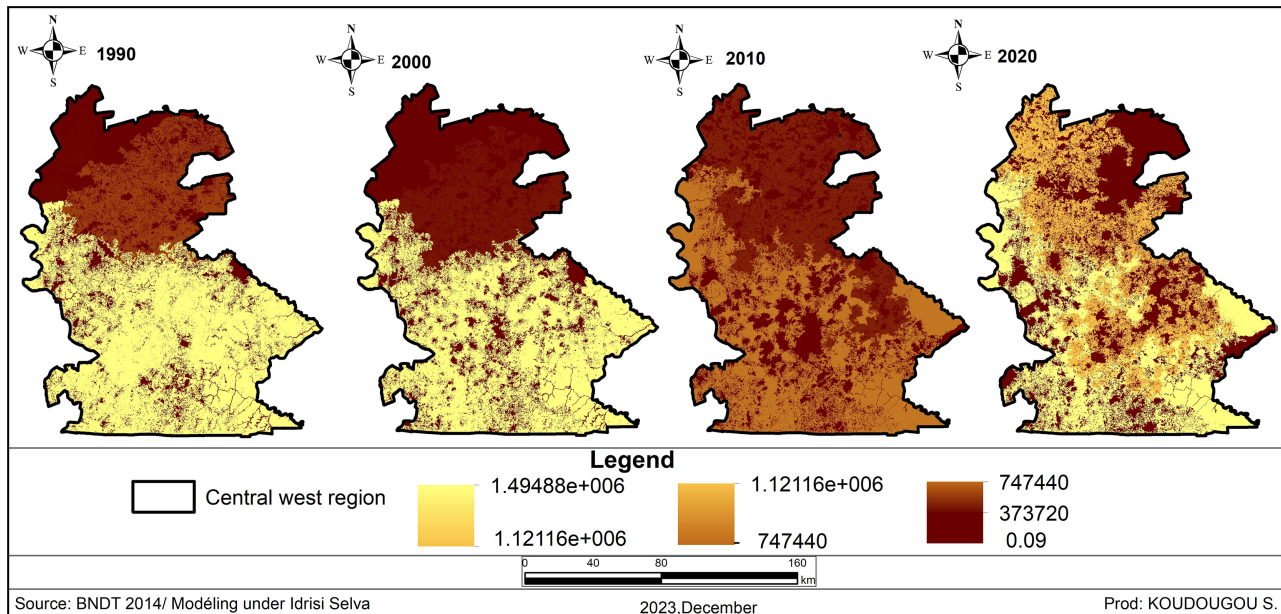 N
W E 1990
S
N
W E 2000
S
N
W E 2010
S
N
W E 2020
S
Legend
Central west region
1.49488e+006
1.12116e+006
1.12116e+006
747440
747440
373720
0.09
0 40 80 160
km
Source: BNDT 2014/ Modéling under Idrisi Selva
2023.December
Prod: KOUDOUGOU S.